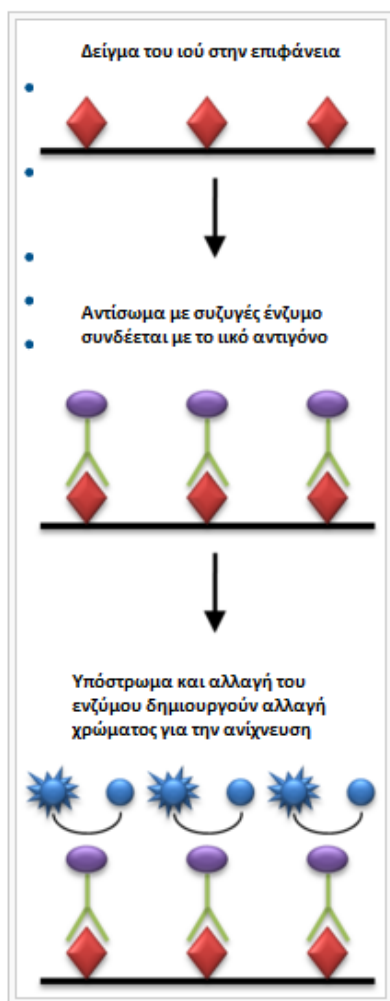 Δείγμα του ιού στην επιφάνεια
Αντίσωμα με συζυγές ένζυμο
συνδέεται με το ιικό αντιγόνο
Υπόστρωμα και αλλαγή του
ενζύμου δημιουργούν αλλαγή
χρώματος για την ανίχνευση